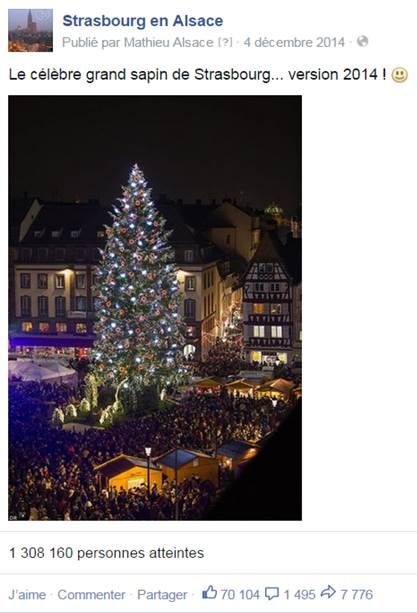 Strasbourg en Alsace
Publié par Mathieu Alsace [?] · 4 décembre 2014 ·
Le célèbre grand sapin de Strasbourg... version 2014 ! 😃
1 308 160 personnes atteintes
J'aime · Commenter · Partager · 70 104 1 495 7 776